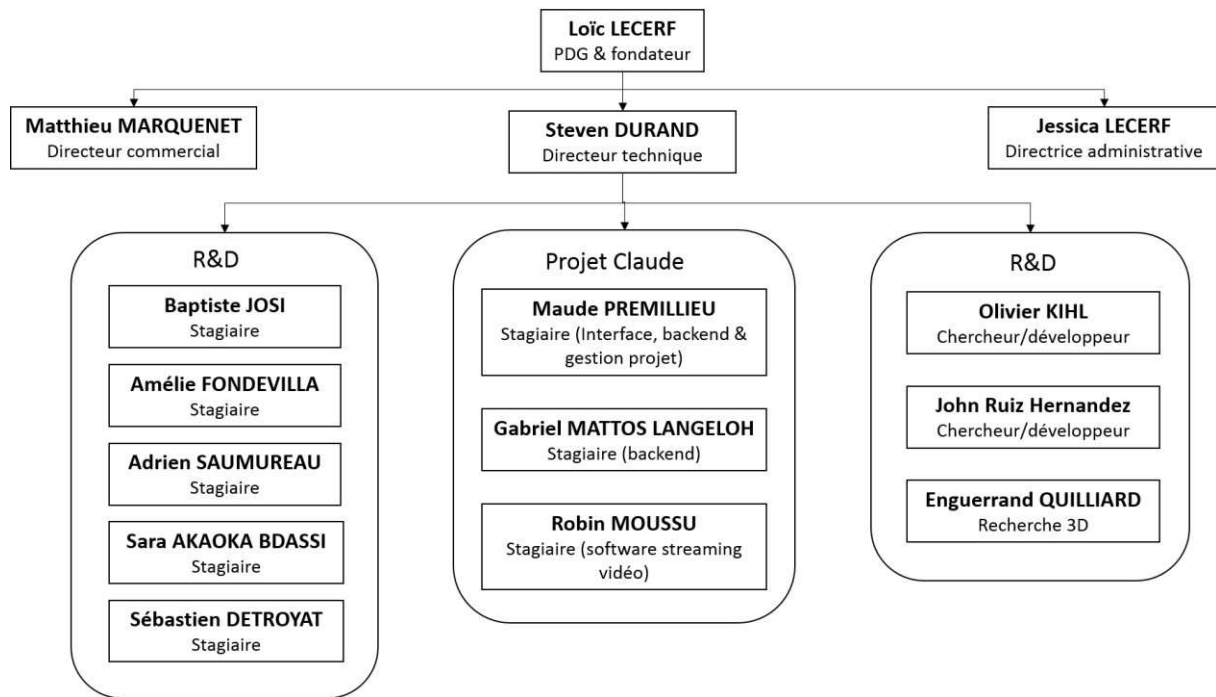 Loïc LECERF
PDG & fondateur
Matthieu MARQUENET
Directeur commercial
Steven DURAND
Directeur technique
Jessica LECERF
Directrice administrative
R&D
Baptiste JOSI
Stagiaire
Amélie FONDEVILLA
Stagiaire
Adrien SAUMUREAU
Stagiaire
Sara AKAOKA BDASSI
Stagiaire
Sébastien DETROYAT
Stagiaire
Projet Claude
Maude PREMILLIEU
Stagiaire (Interface, backend &
gestion projet)
Gabriel MATTOS LANGELOH
Stagiaire (backend)
Robin MOUSSU
Stagiaire (software streaming
vidéo)
R&D
Olivier KIHL
Chercheur/développeur
John Ruiz Hernandez
Chercheur/développeur
Enguerrand QUILLIARD
Recherche 3D